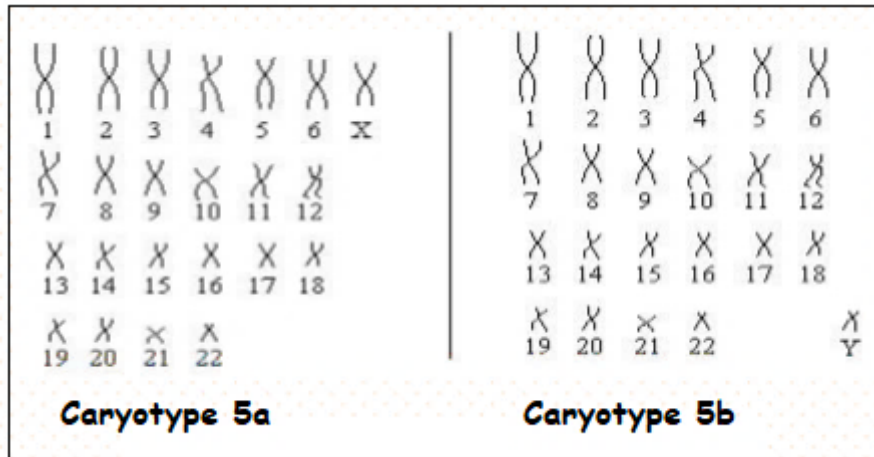 1 2 3 4 5 6 X
7 8 9 10 11 12
13 14 15 16 17 18
19 20 21 22
Caryotype 5a
1 2 3 4 5 6
7 8 9 10 11 12
13 14 15 16 17 18
19 20 21 22 Y
Caryotype 5b